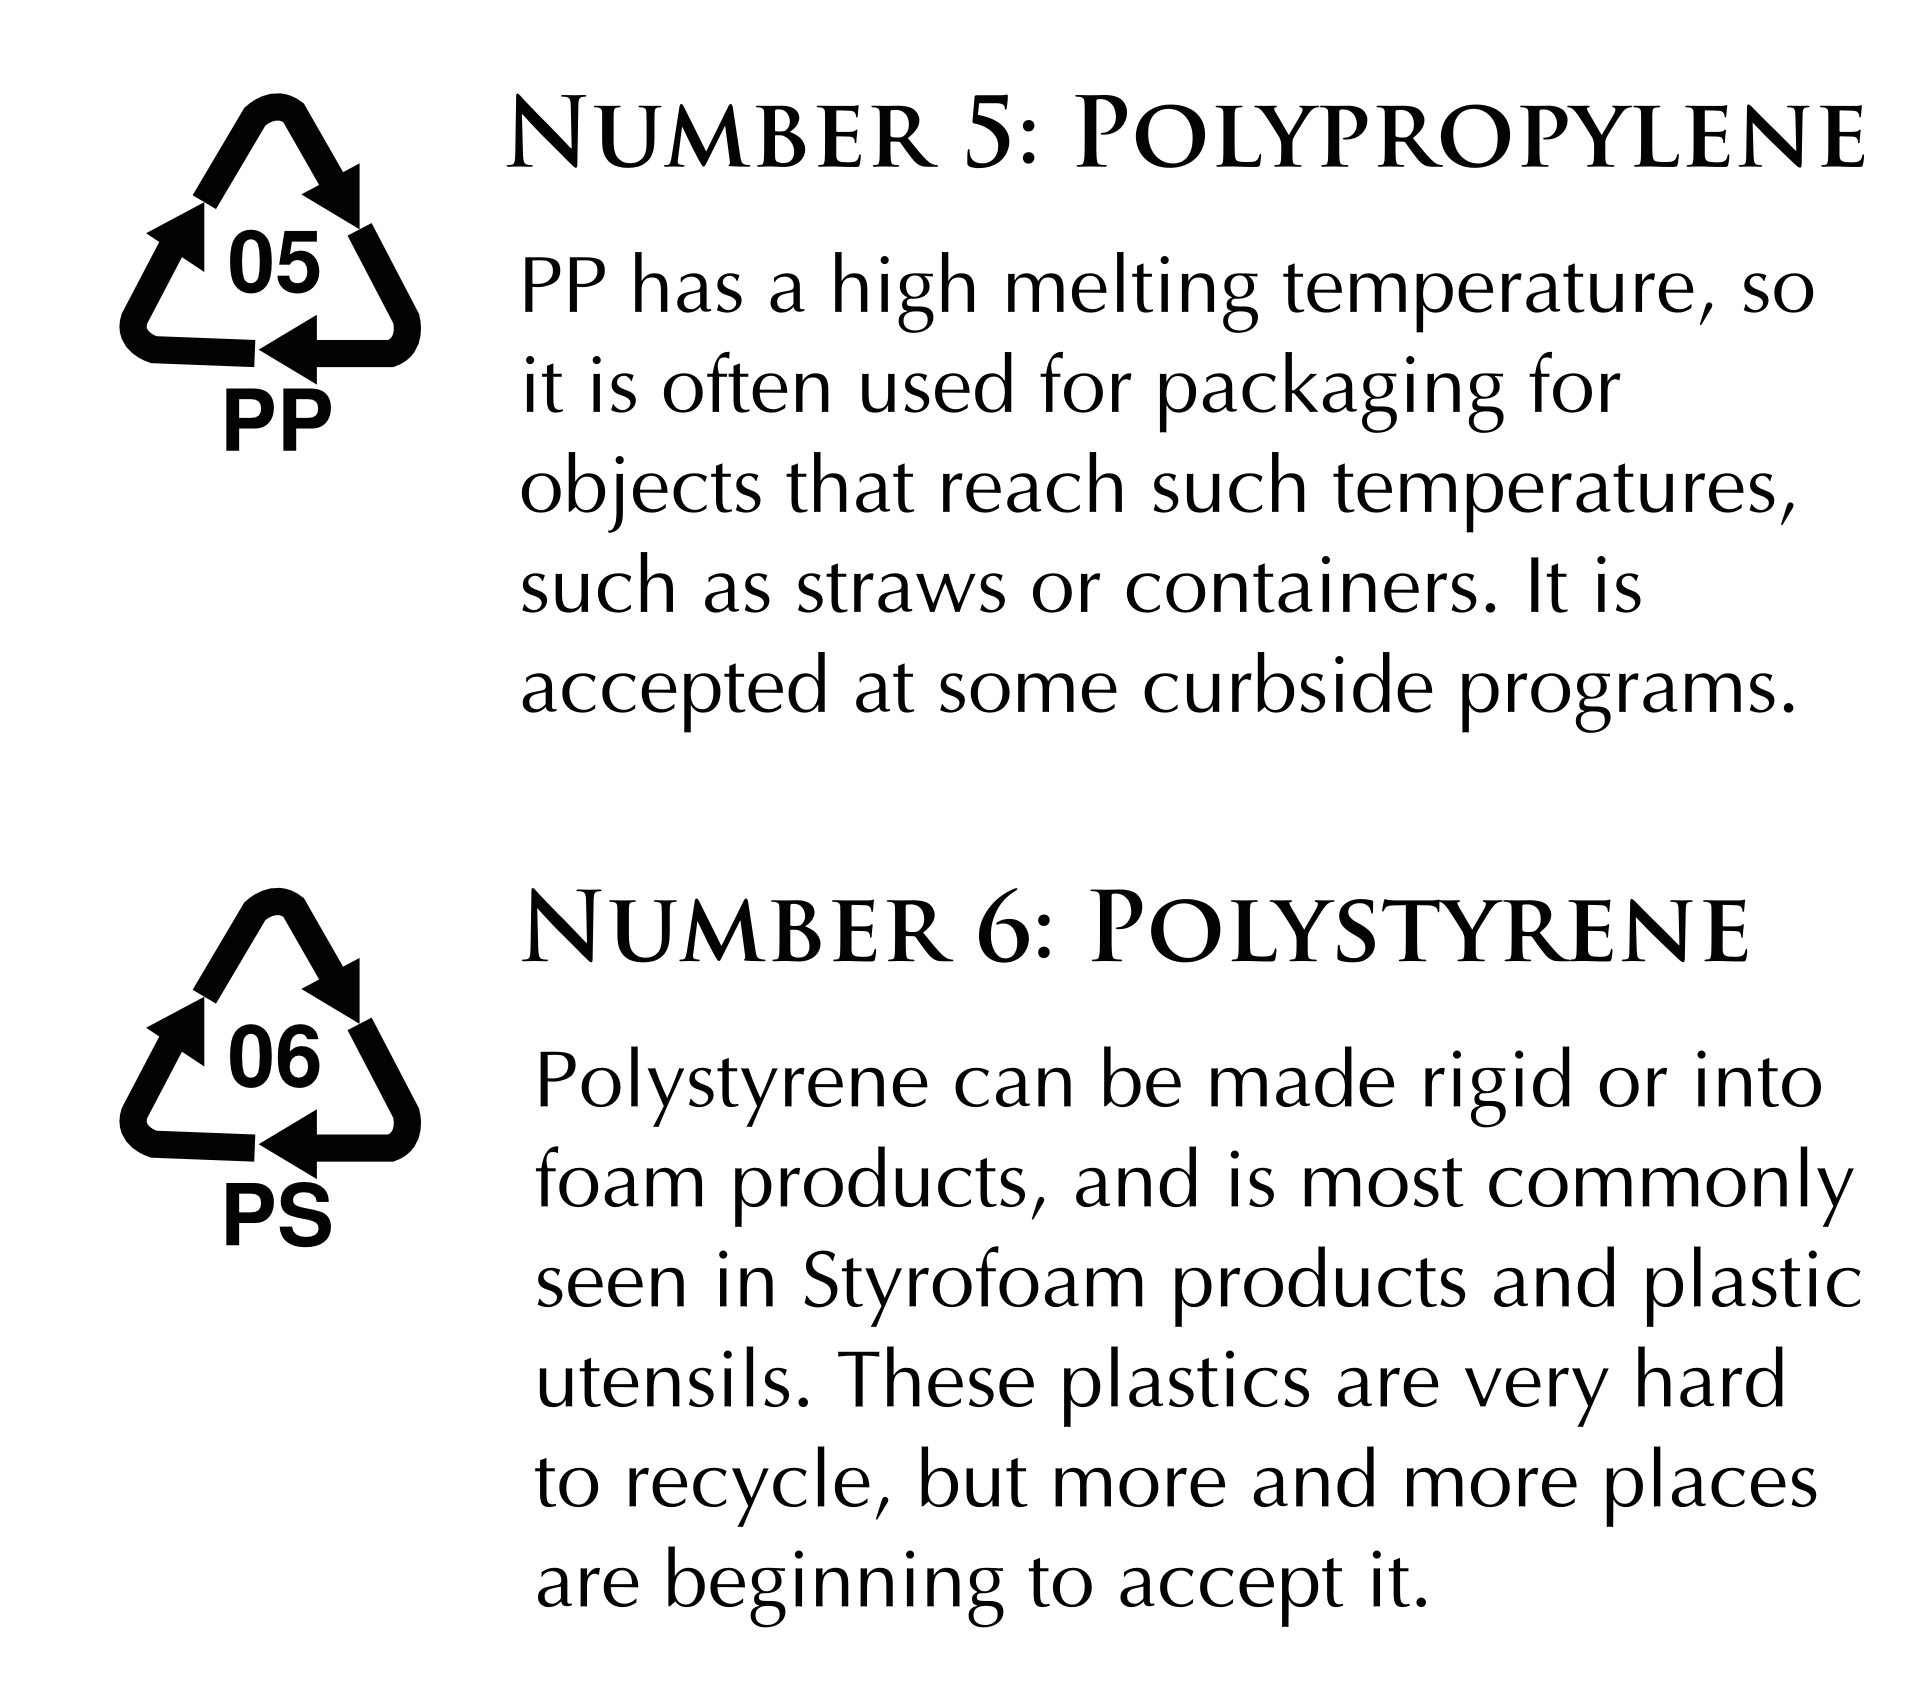 NUMBER 5: POLYPROPYLENE
05
PP
PP has a high melting temperature, so
it is often used for packaging for
objects that reach such temperatures,
such as straws or containers. It is
accepted at some curbside programs.
NUMBER 6: POLYSTYRENE
06
PS
Polystyrene can be made rigid or into
foam products, and is most commonly
seen in Styrofoam products and plastic
utensils. These plastics are very hard
to recycle, but more and more places
are beginning to accept it.